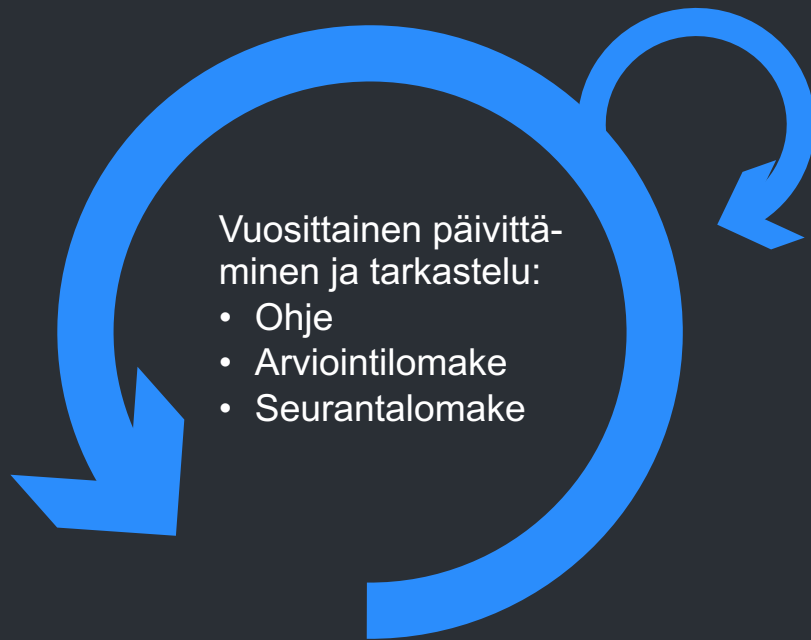 Vuosittainen päivittä-
minen ja tarkastelu:
• Ohje
• Arviointilomake
• Seurantalomake